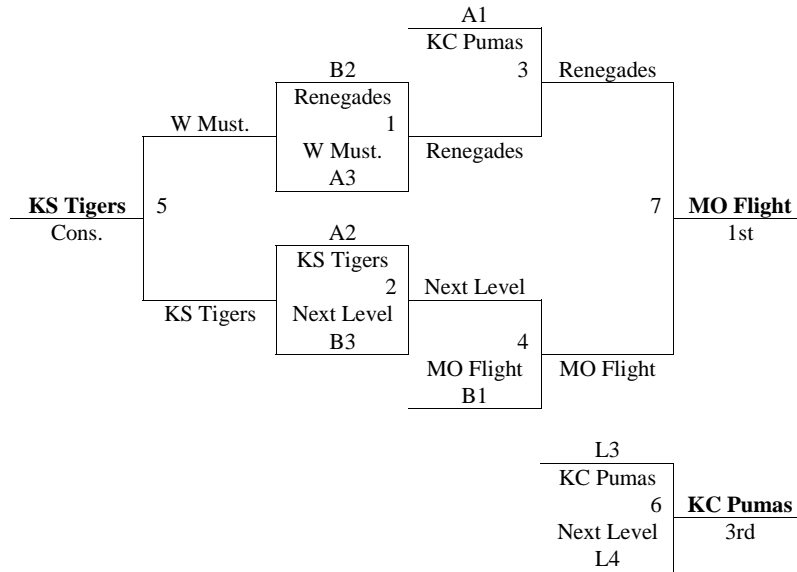 A1
KC Pumas
B2
3
Renegades
Renegades
1
W Must.
W Must.
Renegades
A3
KS Tigers
5
7
MO Flight
Cons.
A2
1st
KS Tigers
2
Next Level
KS Tigers
Next Level
B3
4
MO Flight
MO Flight
B1
L3
KC Pumas
6
KC Pumas
Next Level
3rd
L4